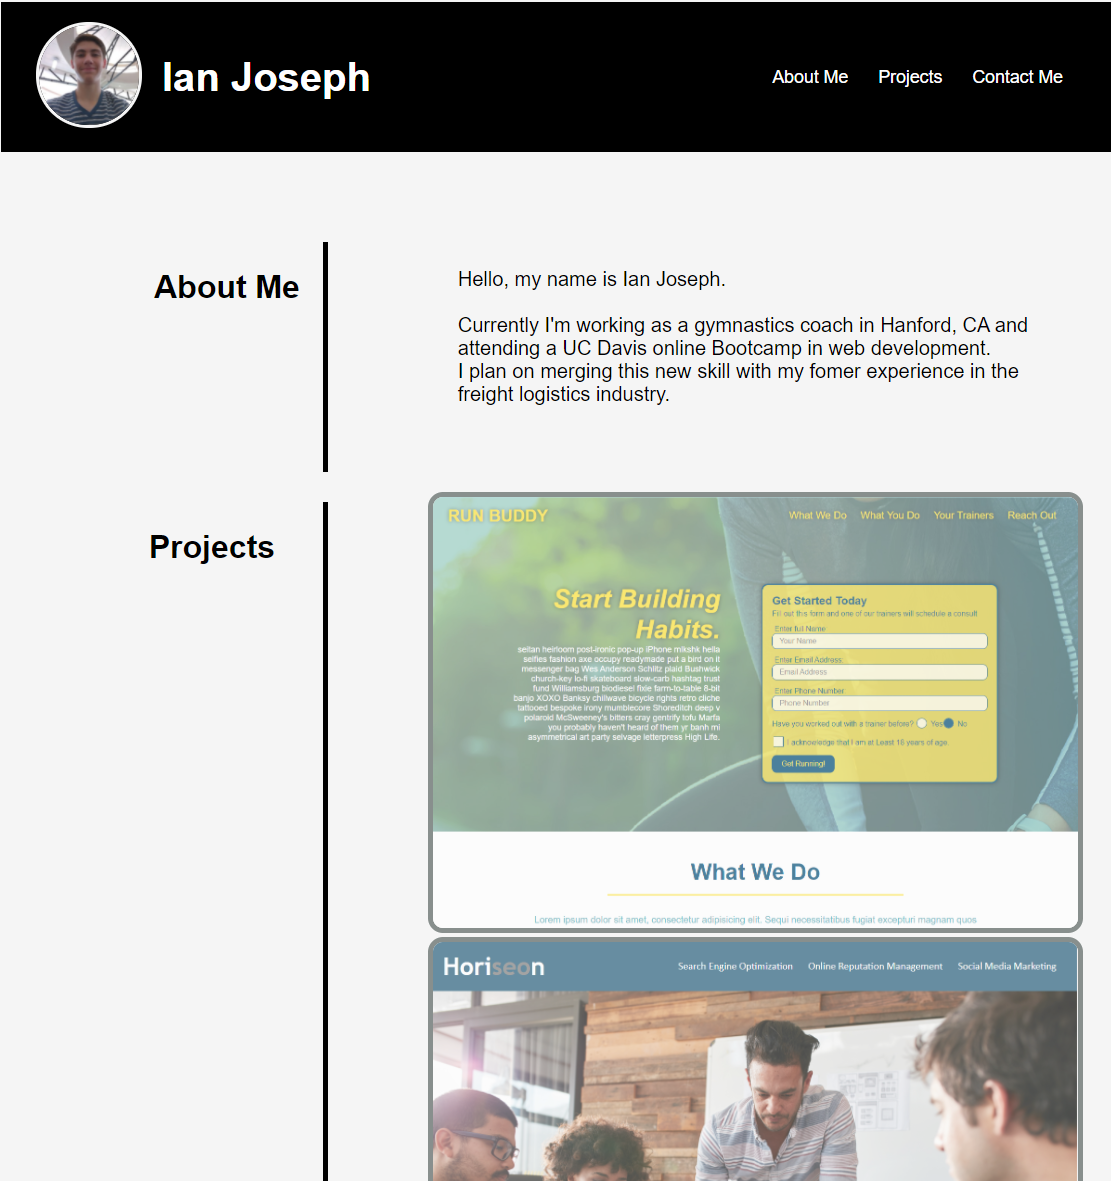 Ian Joseph
About Me Projects Contact Me
About Me
Hello, my name is Ian Joseph.
Currently I'm working as a gymnastics coach in Hanford, CA and
attending a UC Davis online Bootcamp in web development.
I plan on merging this new skill with my fomer experience in the
freight logistics industry.
Projects
RUN BUDDY
What We Do What You Do Your Trainers Reach Out
Start Building
Habits.
seitan heirloom post-ironic pop-up iPhone mlkshk hella
selfies fashion axe occupy readymade put a bird on it
messenger bag Wes Anderson Schlitz plaid Bushwick
church-key lo-fi skateboard slow-carb hashtag trust
fund Williamsburg biodiesel fixie farm-to-table 8-bit
banjo XOXO Banksy chillwave bicycle rights retro cliche
tattooed bespoke irony mumblecore Shoreditch deep v
polaroid McSweeney's bitters cray gentrify tofu Marfa
you probably haven't heard of them yr banh mi
asymmetrical art party selvage letterpress High Life.
Get Started Today
Fill out this form and one of our trainers will schedule a consult
Enter full Name
Your Name
Enter Email Address:
Email Address
Enter Phone Number
Phone Number
Have you worked out with a trainer before? Yes No
I acknowledge that I am at Least 18 years of age.
Get Running!
What We Do
Lorem ipsum dolor sit amet, consectetur adipisicing elit. Sequi necessitatibus fugiat excepturi magnam quos
Horiseon
Search Engine Optimization Online Reputation Management Social Media Marketing